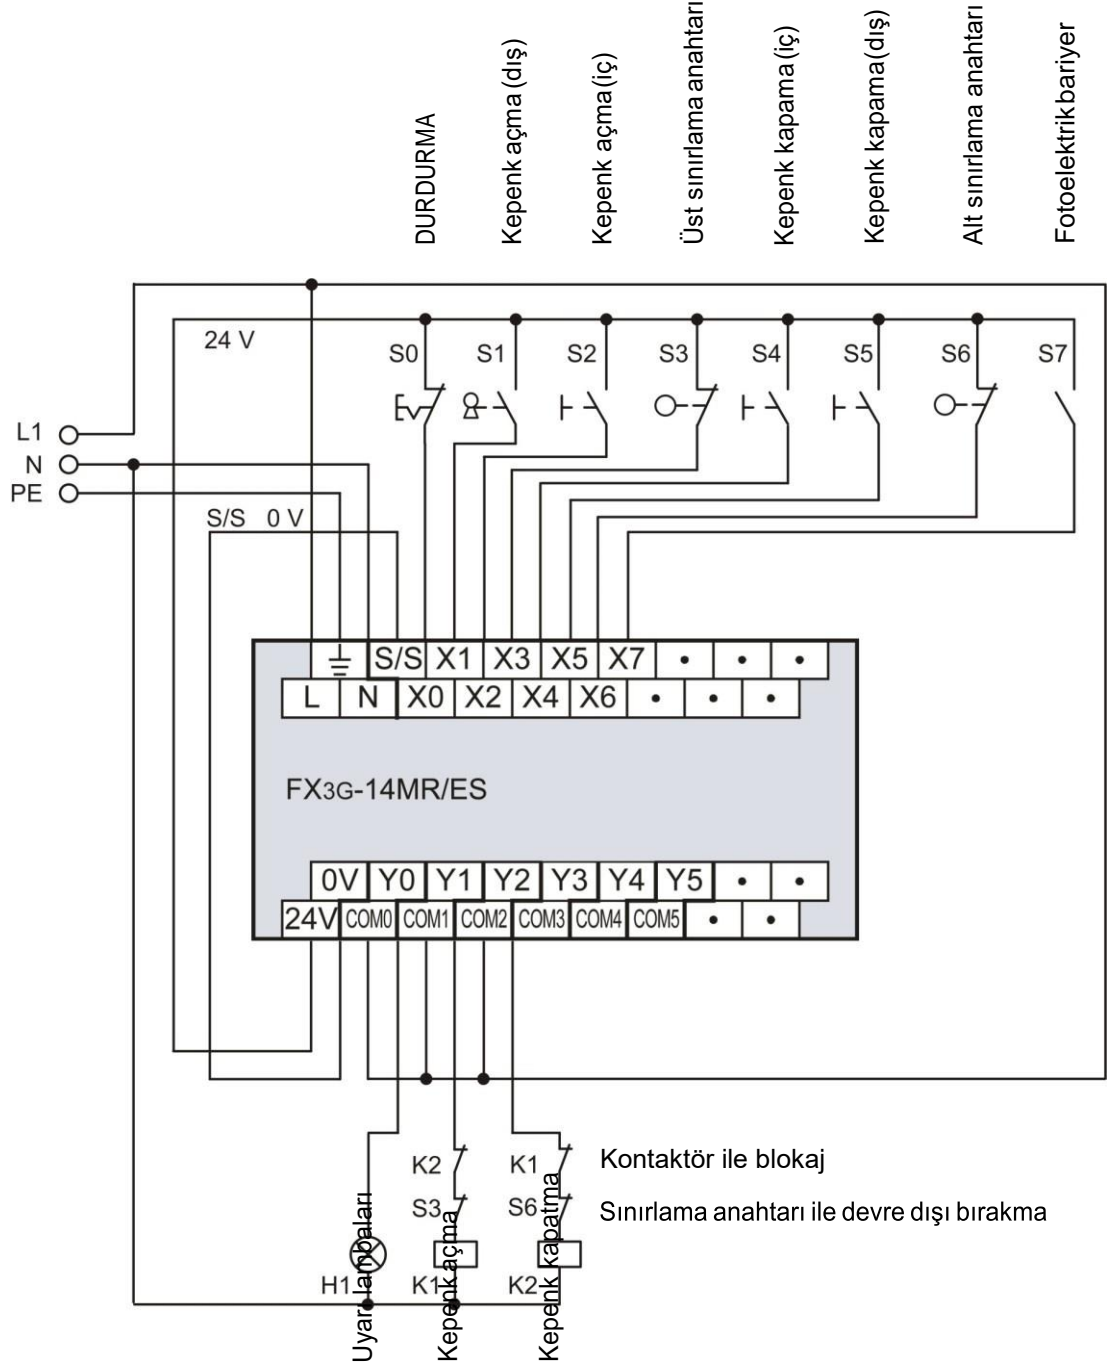 DURDURMA
Kepenk açma (dış)
Kepenk açma (iç)
Üst sınırlama anahtarı
Kepenk kapama (iç)
Kepenk kapama (dış)
Alt sınırlama anahtarı
Fotoelektrik bariyer
24 V
S0
S1
S2
S3
S4
S5
S6
S7
L1
N
PE
S/S 0 V
S/S X1 X3 X5 X7
L N X0 X2 X4 X6
FX3G-14MR/ES
0V Y0 Y1 Y2 Y3 Y4 Y5
24V COM0 COM1 COM2 COM3 COM4 COM5
K2
K1
Kontaktör ile blokaj
S3
S6
Sınırlama anahtarı ile devre dışı bırakma
H1
K1
K2
Uyarı lambaları
Kepenk açma
Kepenk kapatma